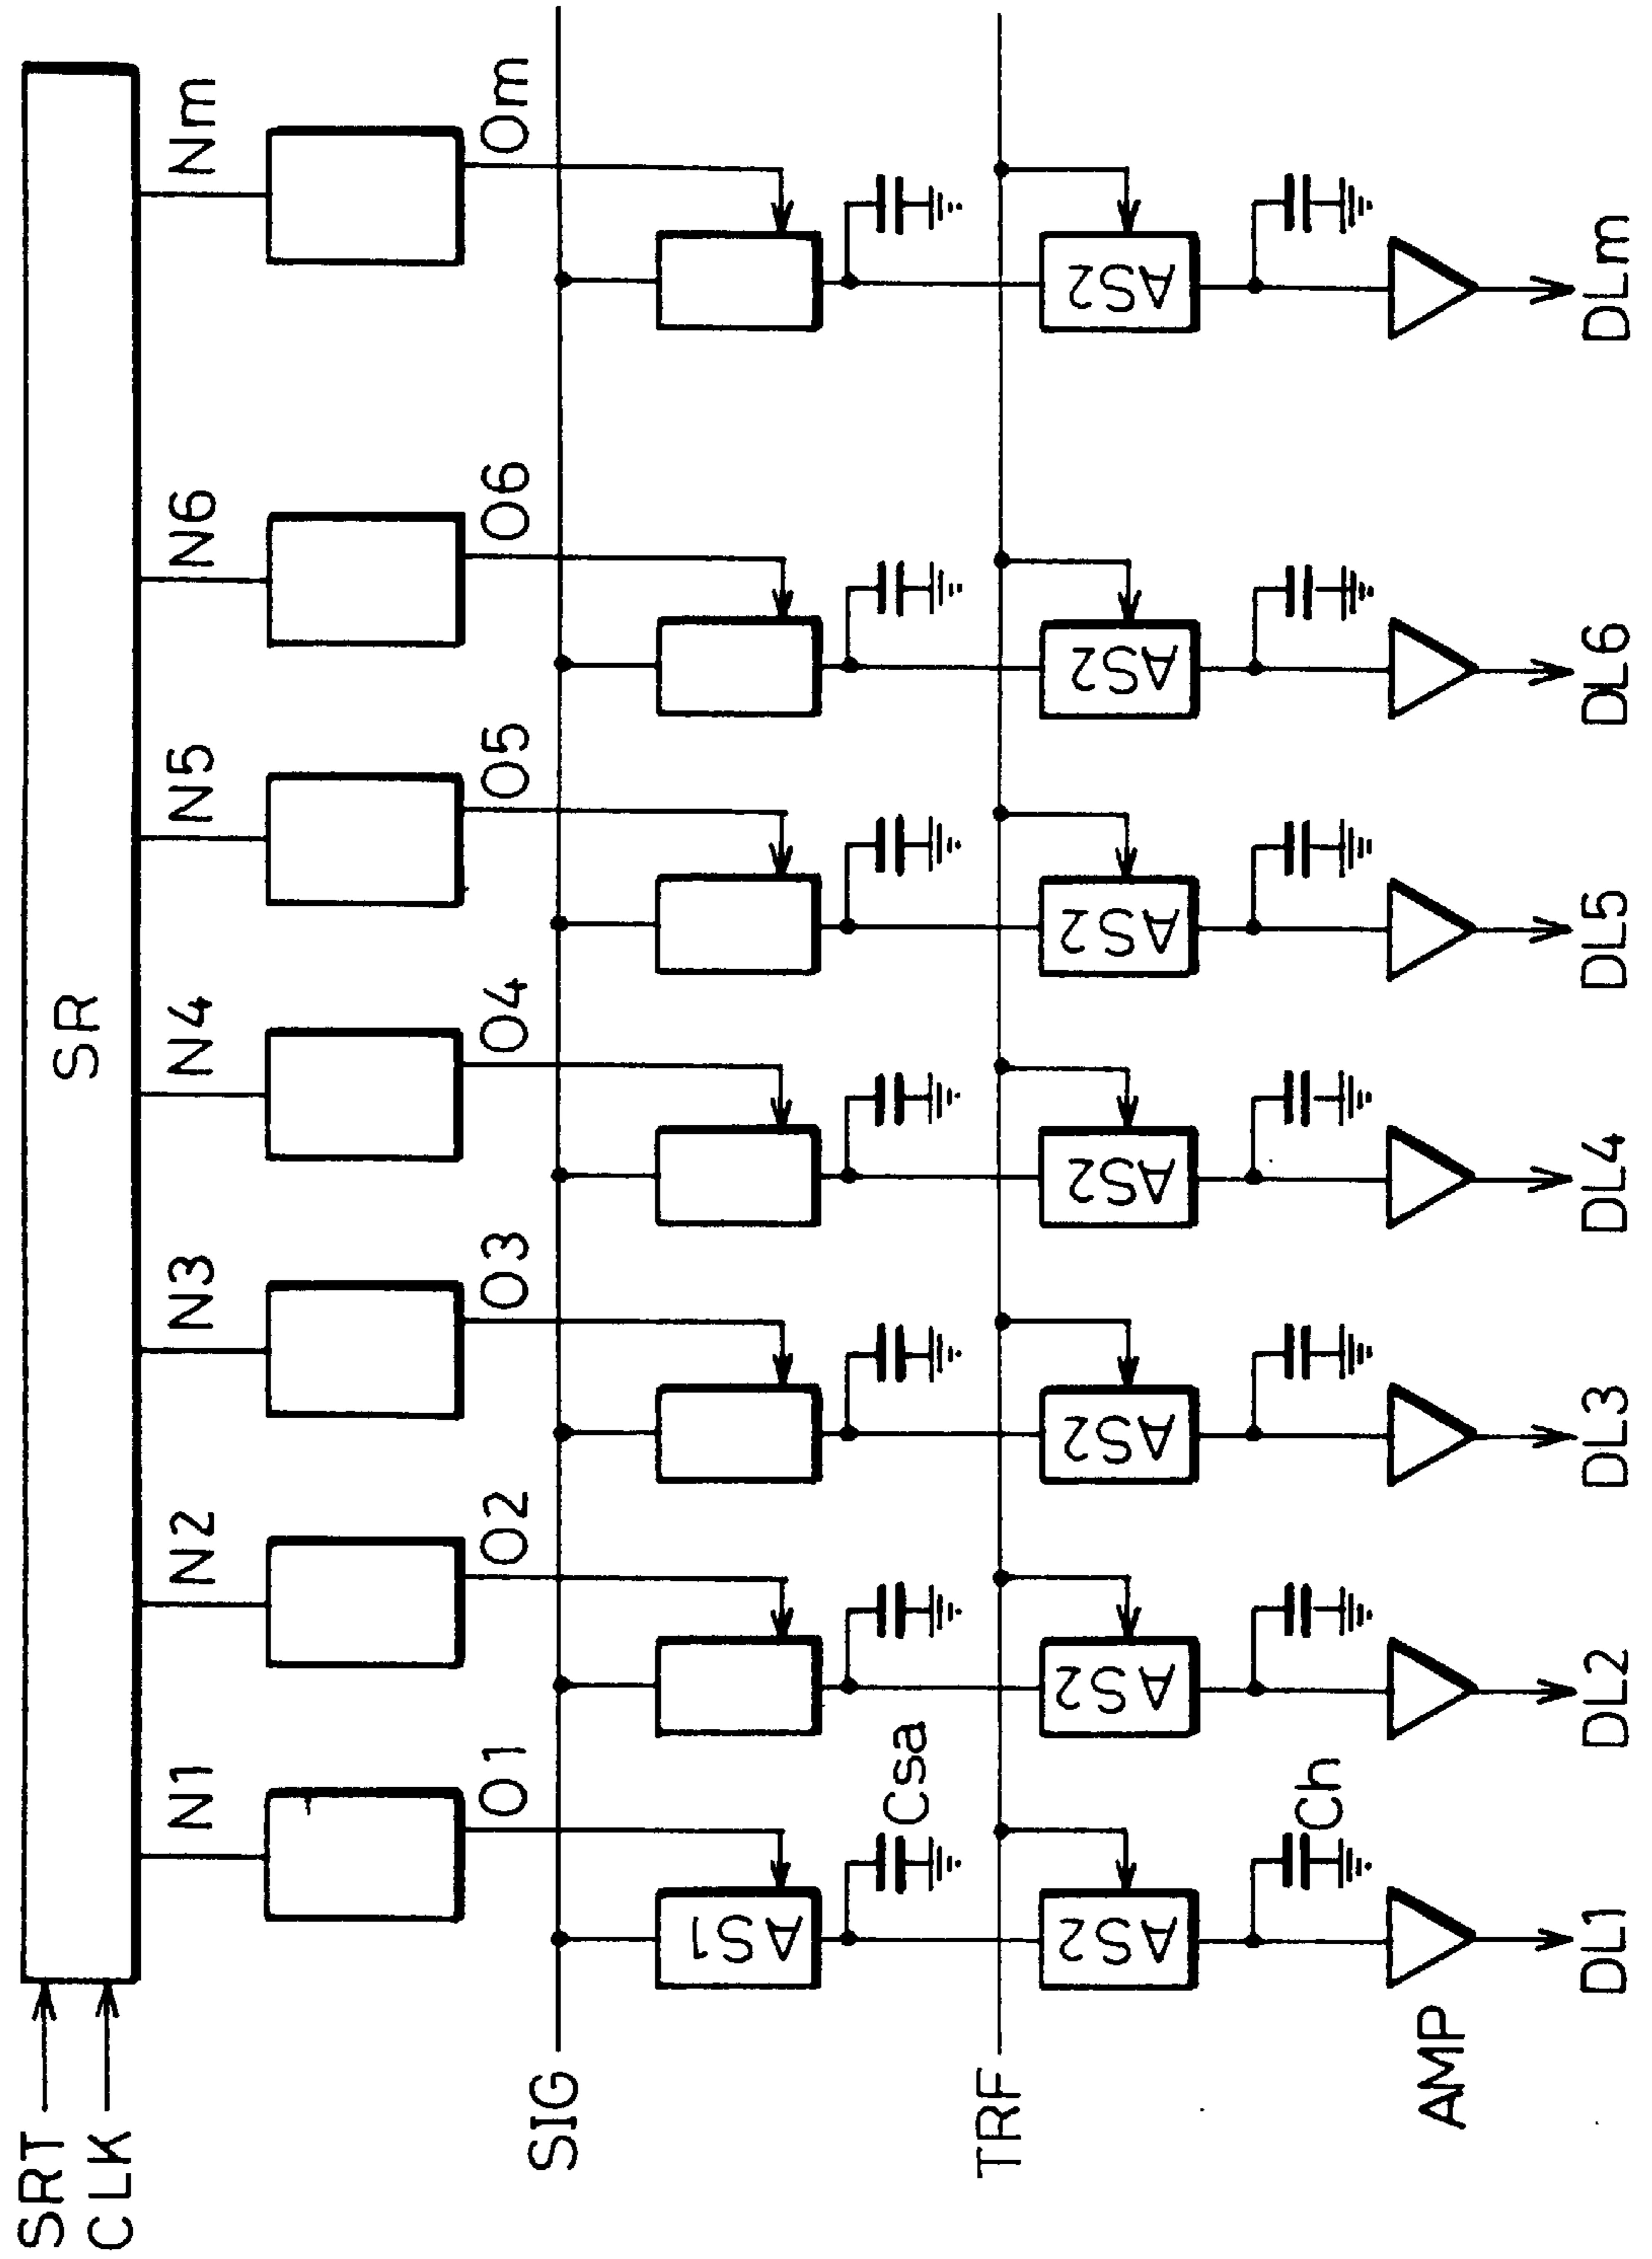 SRT
CLK
SR
N1 N2 N3 N4 N5 N6 Nm
O1 O2 O3 O4 O5 O6 Om
SIG
AS1
Csa
TRF
AS2 AS2 AS2 AS2 AS2 AS2 AS2
Ch
AMP
DL1 DL2 DL3 DL4 DL5 DL6 DLm